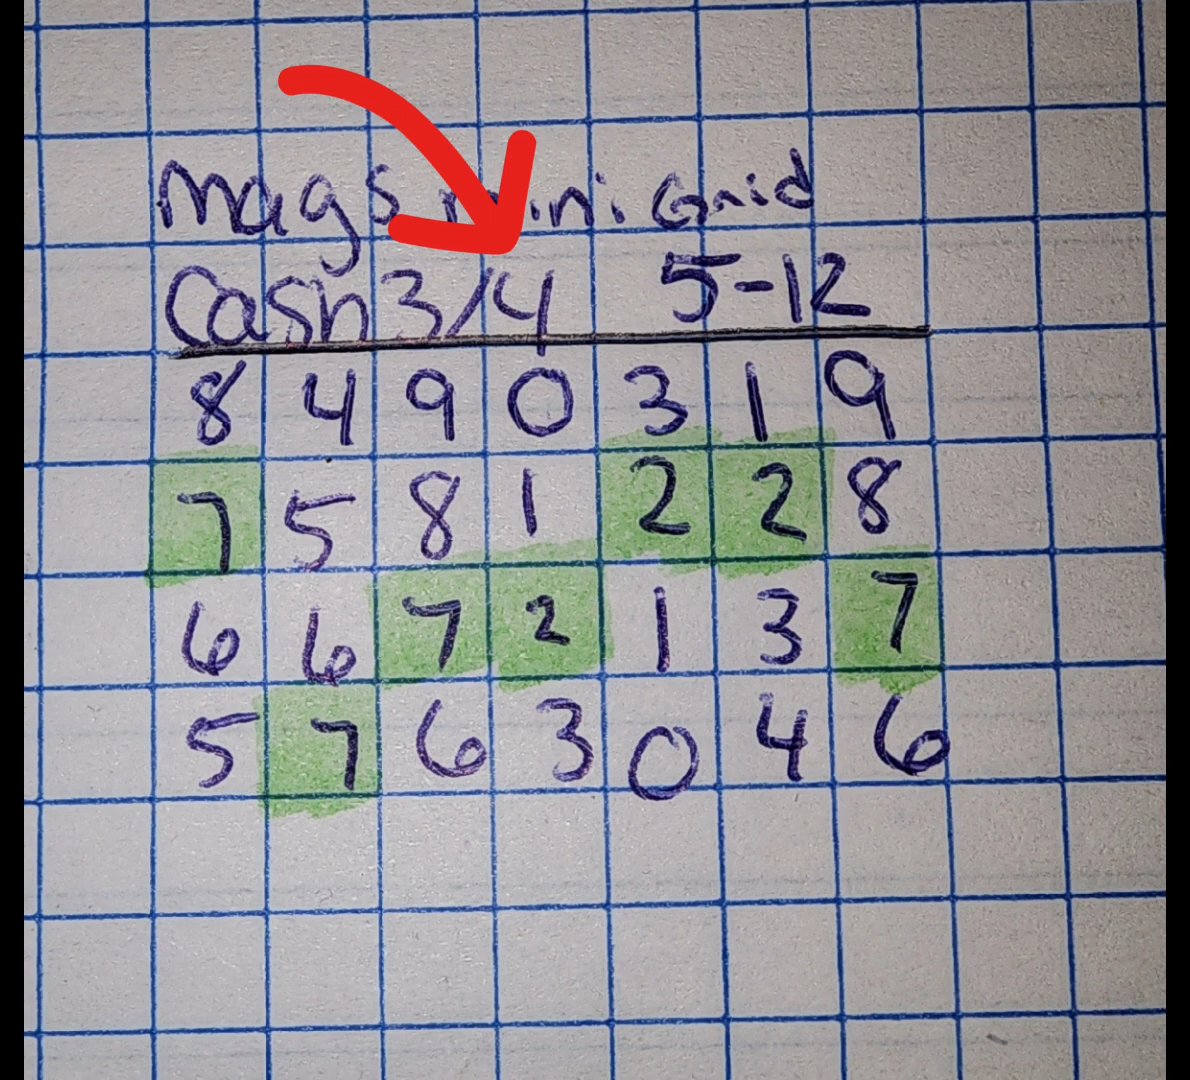 Mags mini Grid
Cash 3/4 5-12
8 4 9 0 3 1 9
7 5 8 1 2 2 8
6 6 7 2 1 3 7
5 7 6 3 0 4 6